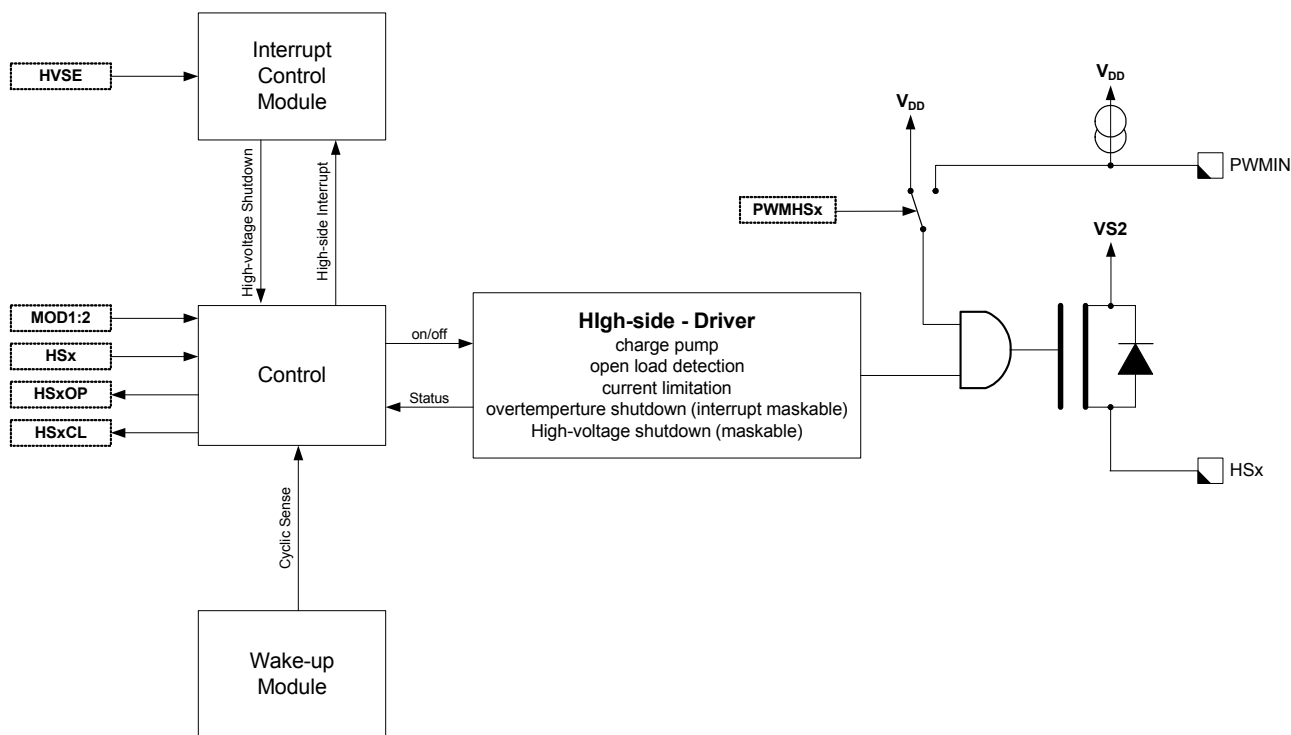 Interrupt
Control
Module
HVSE
High-voltage Shutdown
High-side Interrupt
VDD
VDD
PWMIN
PWMHSx
VS2
MOD1:2
HSx
HSxOP
HSxCL
Control
on/off
Status
HIgh-side - Driver
charge pump
open load detection
current limitation
overtemperture shutdown (interrupt maskable)
High-voltage shutdown (maskable)
HSx
Cyclic Sense
Wake-up
Module